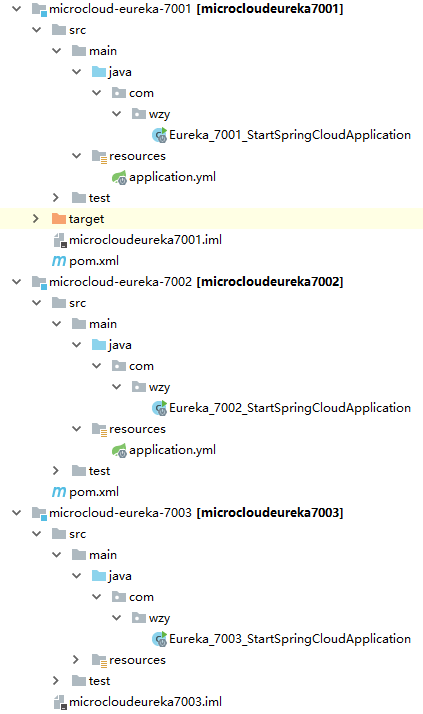 microcloud-eureka-7001 [microcloudeureka7001]
src
main
java
com
wzy
Eureka_7001_StartSpringCloudApplication
resources
application.yml
test
target
microcloudeureka7001.iml
pom.xml
microcloud-eureka-7002 [microcloudeureka7002]
src
main
java
com
wzy
Eureka_7002_StartSpringCloudApplication
resources
application.yml
test
pom.xml
microcloud-eureka-7003 [microcloudeureka7003]
src
main
java
com
wzy
Eureka_7003_StartSpringCloudApplication
resources
test
microcloudeureka7003.iml